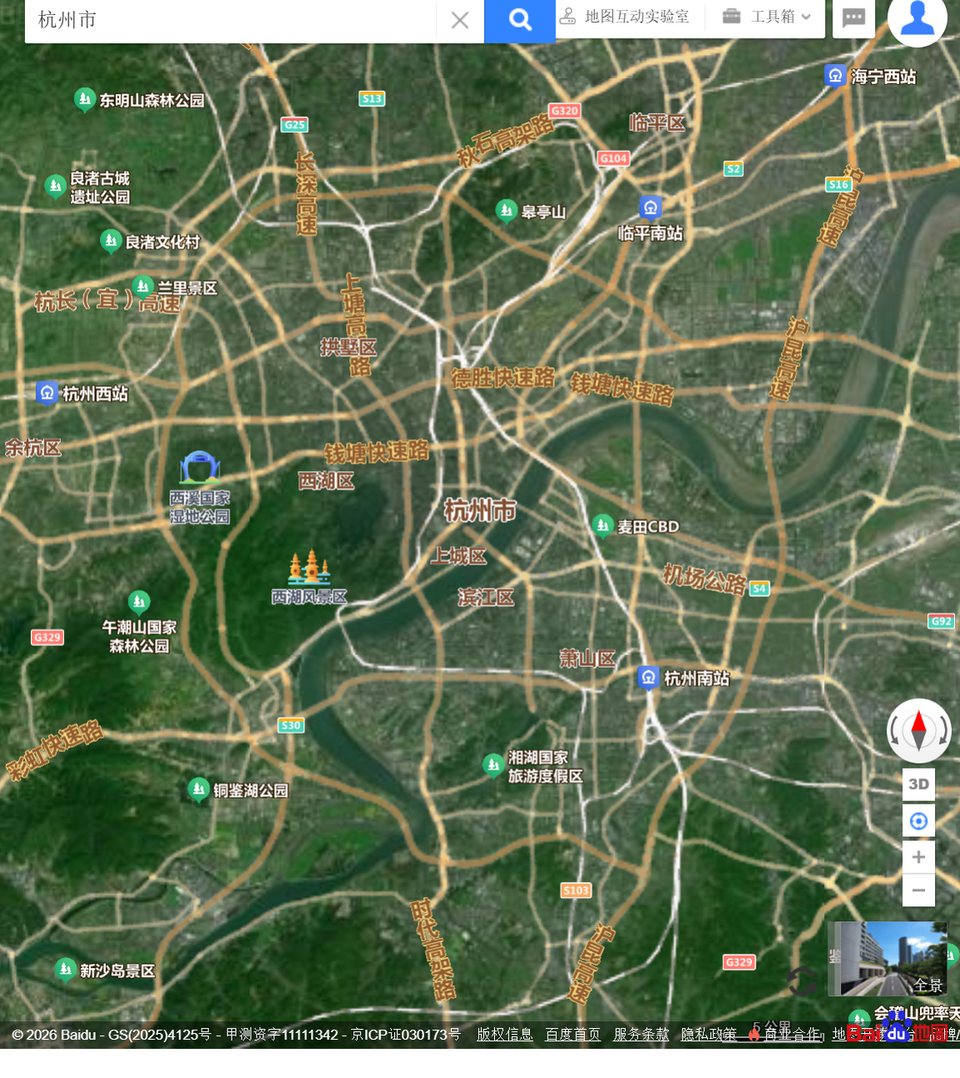 杭州市
地图互动实验室
工具箱
海宁西站
东明山森林公园
S13
G320
G25
临平区
秋石高架路
G104
长深高速
S2
良渚古城
遗址公园
S16
沪昆高速
皋亭山
临平南站
良渚文化村
兰里景区
杭长（宜）高速
上塘高架路
拱墅区
沪昆高速
德胜快速路
钱塘快速路
杭州西站
余杭区
钱塘快速路
西湖区
西溪国家
湿地公园
杭州市
麦田CBD
上城区
西湖风景区
滨江区
机场公路
S4
午潮山国家
森林公园
G329
G92
萧山区
杭州南站
S30
彩虹快速路
湘湖国家
旅游度假区
铜鉴湖公园
3D
S103
时代高架路
沪昆高速
G329
新沙岛景区
全景
5 公里
© 2026 Baidu - GS(2025)4125号 - 甲测资字11111342 - 京ICP证030173号
版权信息
百度首页
服务条款
隐私政策
商业合作
Bai du 地图